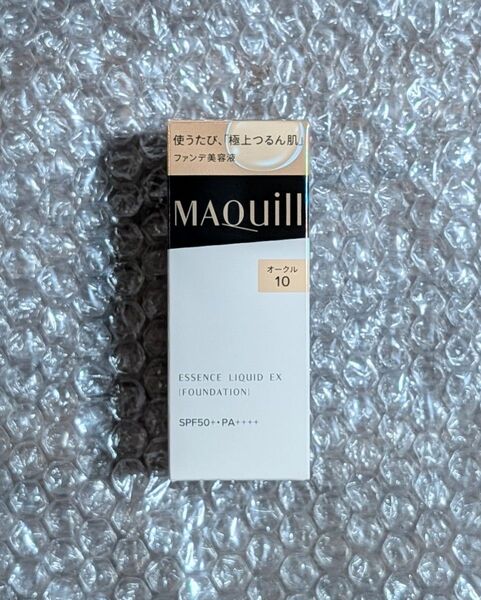 使うたび、「極上つるん肌」
ファンデ美容液
MAQuill
オークル
10
ESSENCE LIQUID EX
[FOUNDATION]
SPF50+・PA++++